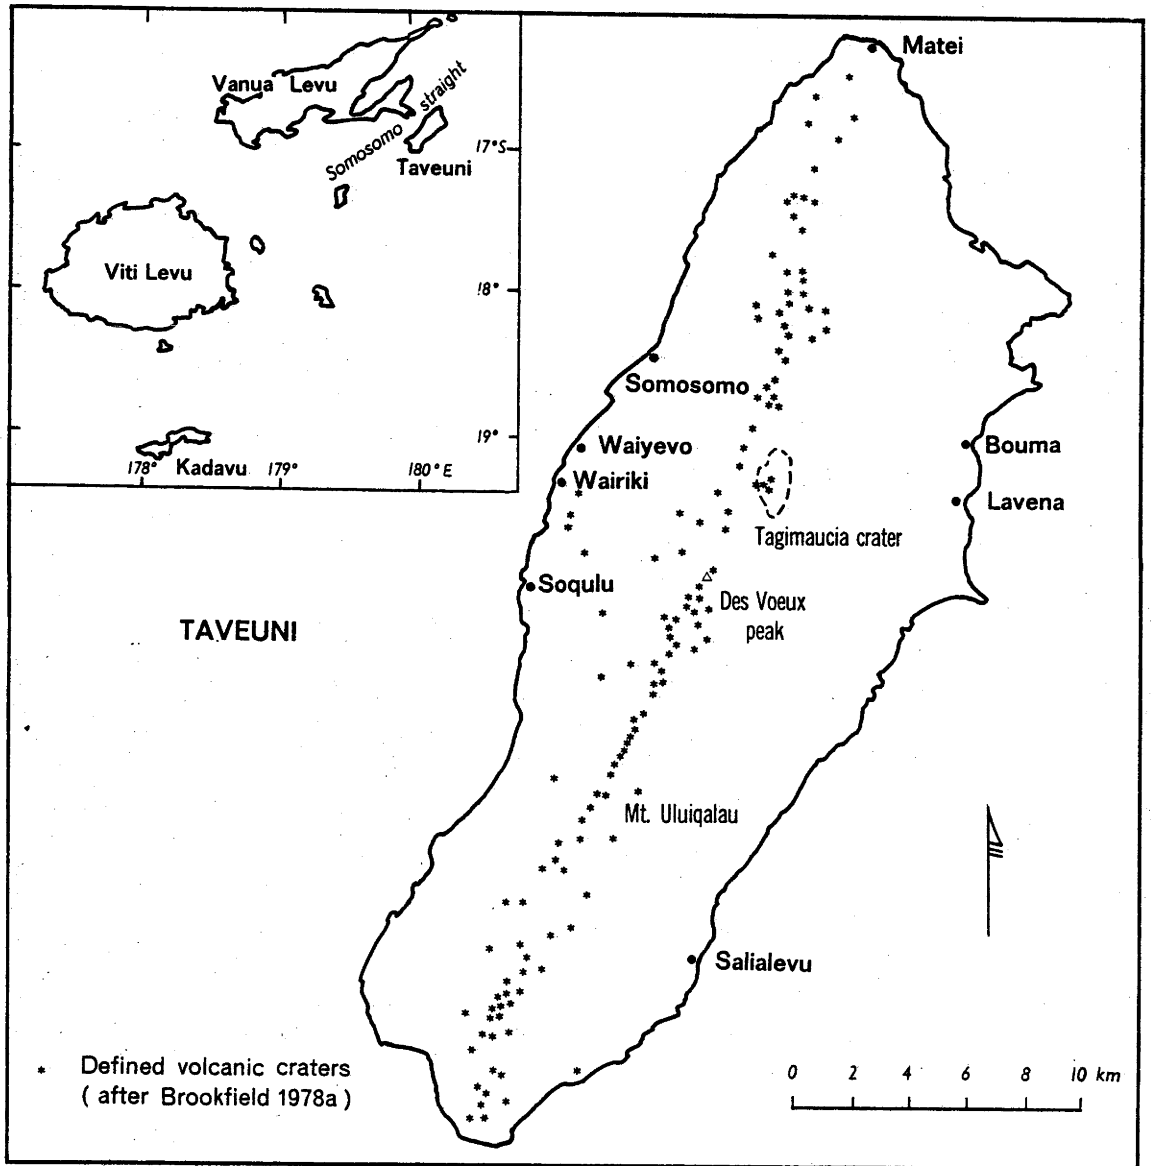 Matei
Vanua Levu
Somosomo straight
17°S
Taveuni
Viti Levu
18°
Somosomo
19°
Waiyevo
Bouma
178° Kadavu 179° 180°E
Wairiki
Lavena
Tagimaucia crater
Soqulu
Des Voeux
peak
TAVEUNI
Mt. Uluiqalau
Salialevu
* Defined volcanic craters
( after Brookfield 1978a )
0 2 4 6 8 10 km